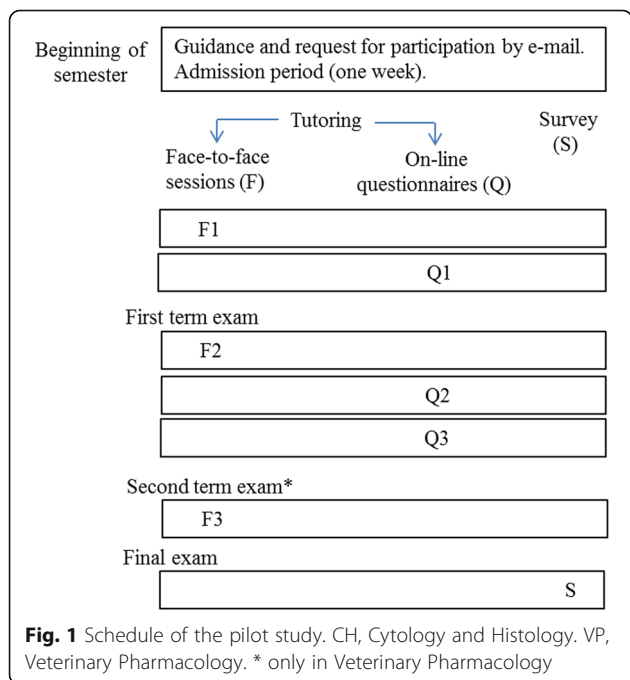 Beginning of
semester
Guidance and request for participation by e-mail.
Admission period (one week).
Tutoring
Survey
(S)
Face-to-face
sessions (F)
On-line
questionnaires (Q)
F1
Q1
First term exam
F2
Q2
Q3
Second term exam*
F3
Final exam
S
Fig. 1 Schedule of the pilot study. CH, Cytology and Histology. VP,
Veterinary Pharmacology. * only in Veterinary Pharmacology